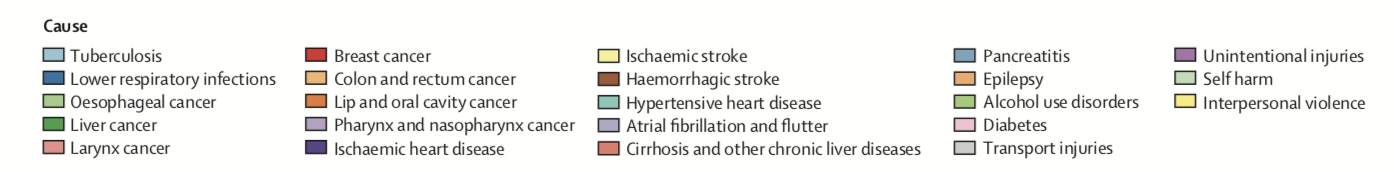 Cause
Tuberculosis
Lower respiratory infections
Oesophageal cancer
Liver cancer
Larynx cancer
Breast cancer
Colon and rectum cancer
Lip and oral cavity cancer
Pharynx and nasopharynx cancer
Ischaemic heart disease
Ischaemic stroke
Haemorrhagic stroke
Hypertensive heart disease
Atrial fibrillation and flutter
Cirrhosis and other chronic liver diseases
Pancreatitis
Epilepsy
Alcohol use disorders
Diabetes
Transport injuries
Unintentional injuries
Self harm
Interpersonal violence